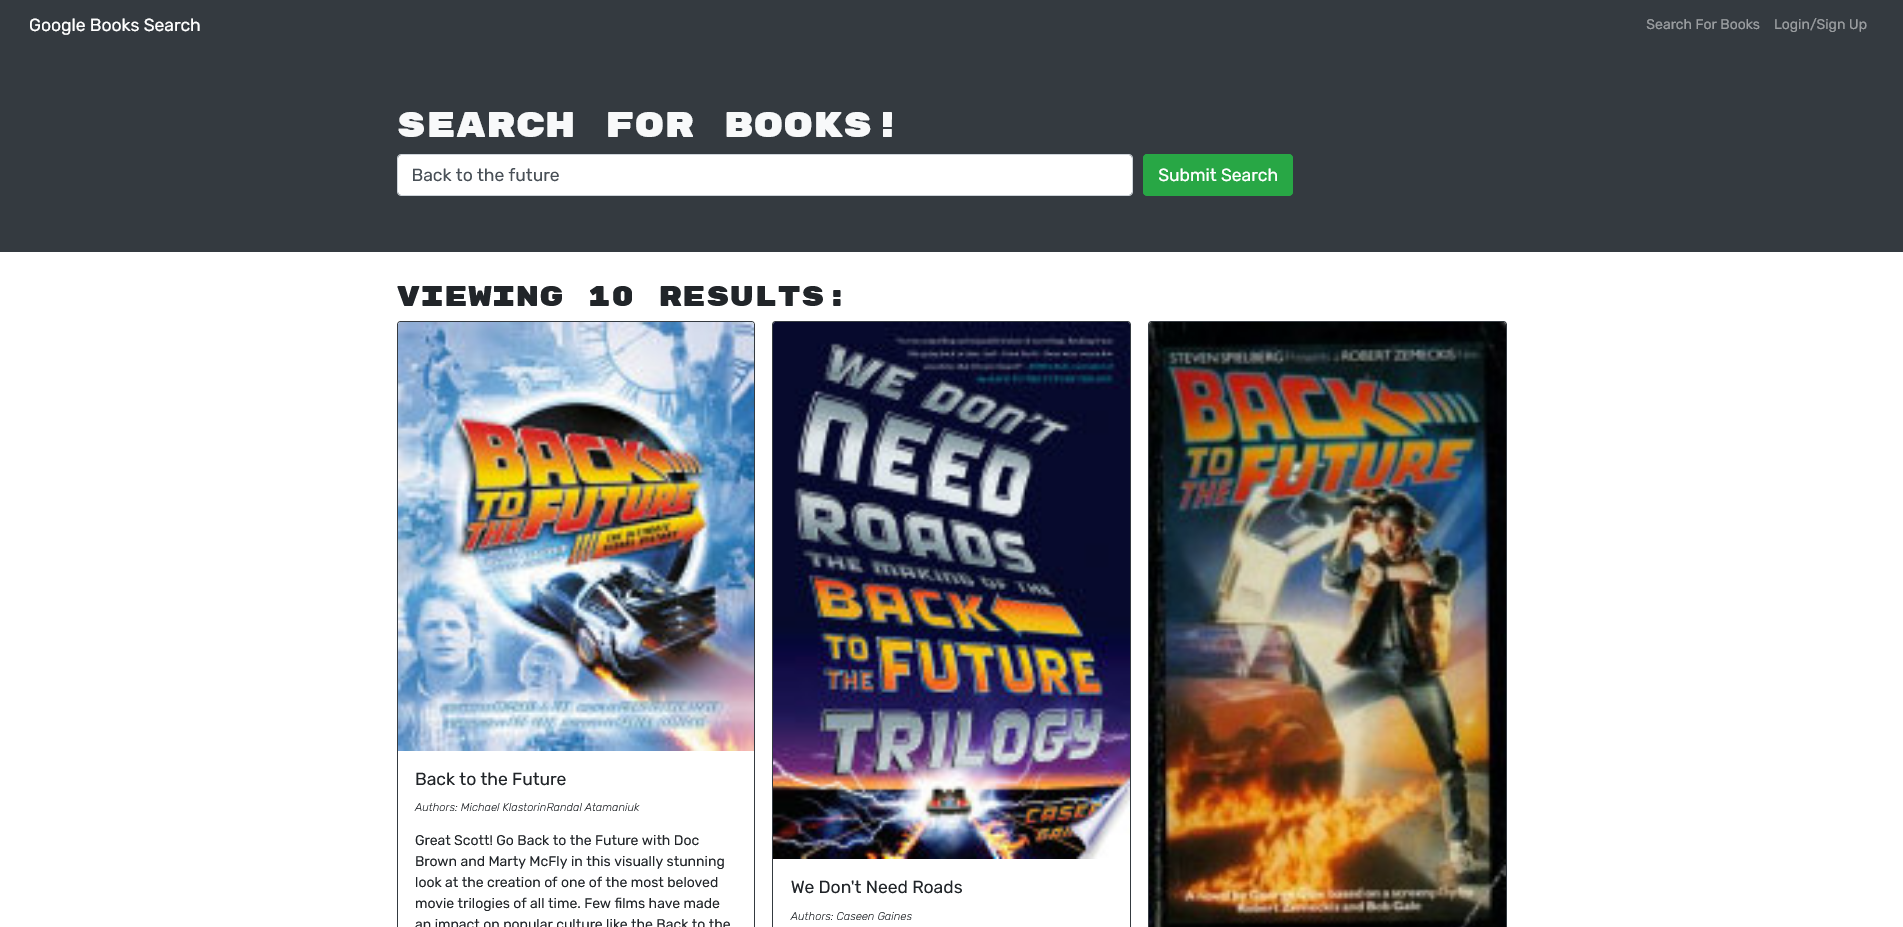 Google Books Search
Search For Books Login/Sign Up
SEARCH FOR BOOKS!
Back to the future
Submit Search
VIEWING 10 RESULTS:
BACK
TO
THE FUTURE
Back to the Future
Authors: Michael KlastorinRandal Atamaniuk
Great Scott! Go Back to the Future with Doc
Brown and Marty McFly in this visually stunning
look at the creation of one of the most beloved
movie trilogies of all time. Few films have made
an impact on popular culture like the Back to the
WE DON'T
NEED
ROADS
THE MAKING OF THE
BACK
TO
THE FUTURE
TRILOGY
We Don't Need Roads
Authors: Caseen Gaines
STEVEN SPIELBERG ROBERT ZEMECKIS
BACK
TO
THE FUTURE
A novel by George Gipe based on a screenplay by
Robert Zemeckis and Bob Gale